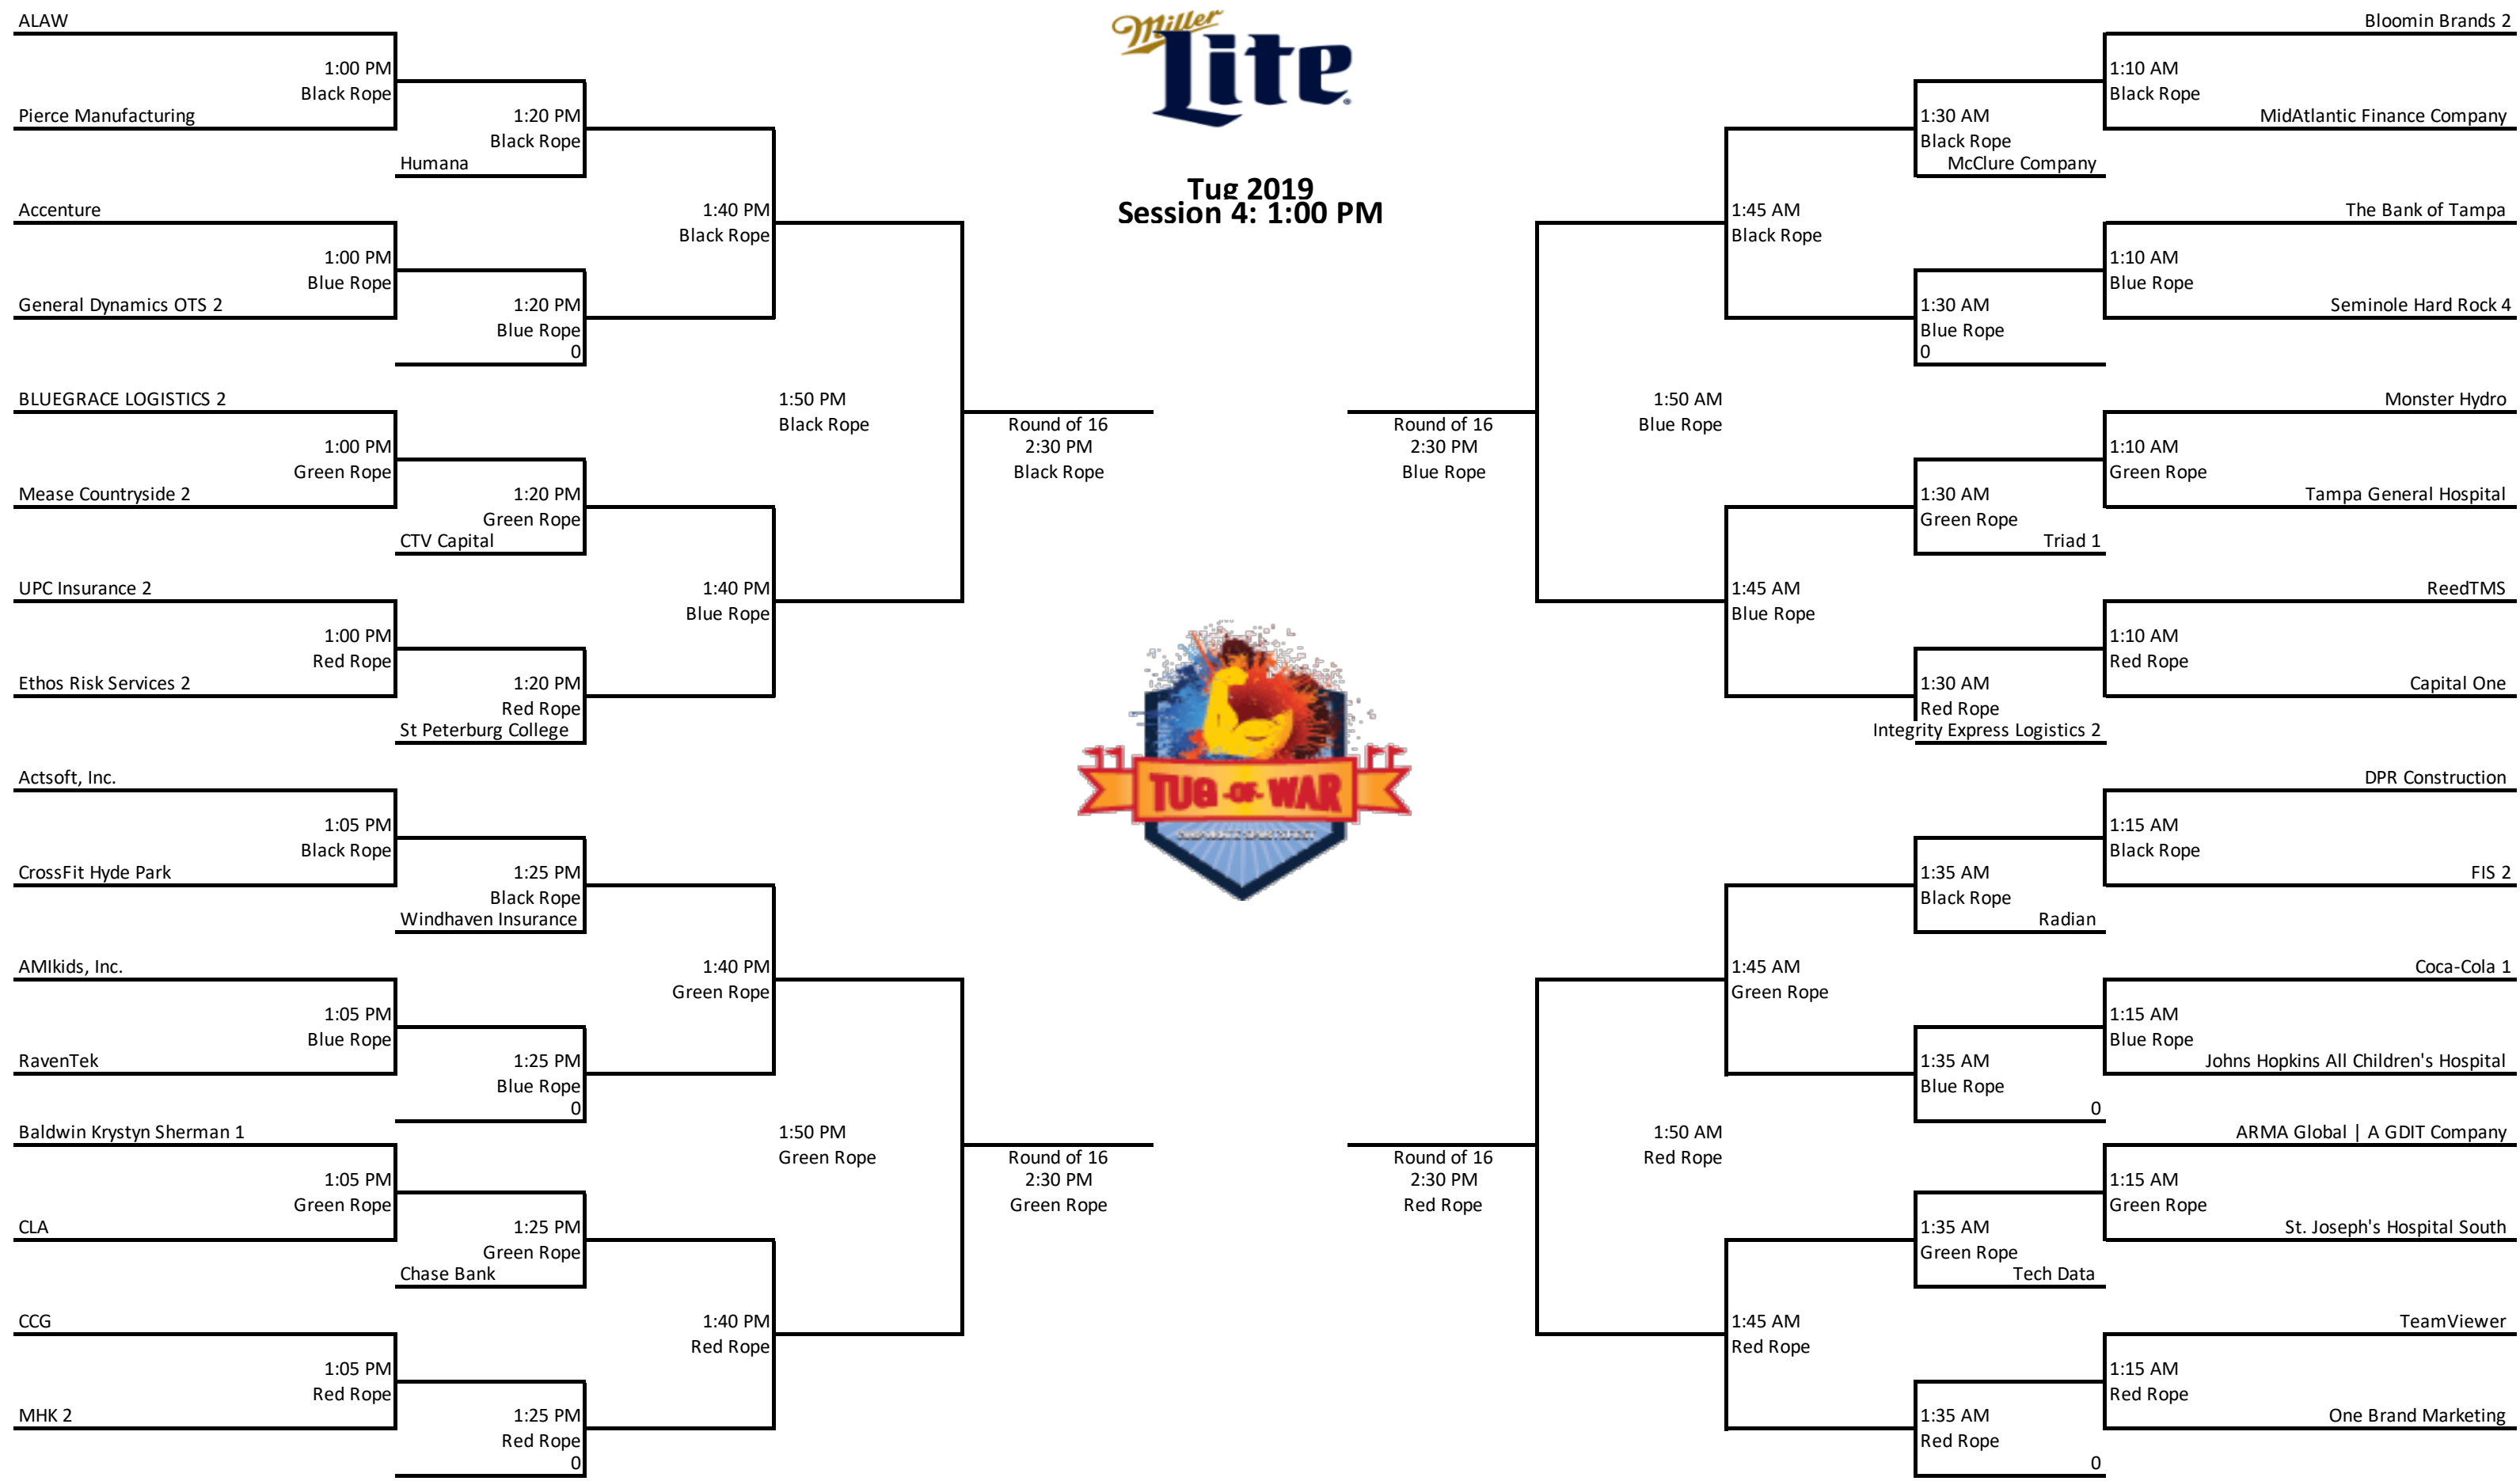 Miller
Lite
Tug 2019
Session 4: 1:00 PM
ALAW
1:00 PM
Black Rope
Pierce Manufacturing
1:20 PM
Black Rope
Humana
Accenture
1:40 PM
Black Rope
1:00 PM
Blue Rope
General Dynamics OTS 2
1:20 PM
Blue Rope
0
BLUEGRACE LOGISTICS 2
1:50 PM
Black Rope
Round of 16
2:30 PM
Black Rope
1:00 PM
Green Rope
Mease Countryside 2
1:20 PM
Green Rope
CTV Capital
UPC Insurance 2
1:40 PM
Blue Rope
1:00 PM
Red Rope
Ethos Risk Services 2
1:20 PM
Red Rope
St Peterburg College
Actsoft, Inc.
1:05 PM
Black Rope
CrossFit Hyde Park
1:25 PM
Black Rope
Windhaven Insurance
AMIkids, Inc.
1:40 PM
Green Rope
1:05 PM
Blue Rope
RavenTek
1:25 PM
Blue Rope
0
Baldwin Krystyn Sherman 1
1:50 PM
Green Rope
Round of 16
2:30 PM
Green Rope
1:05 PM
Green Rope
CLA
1:25 PM
Green Rope
Chase Bank
CCG
1:40 PM
Red Rope
1:05 PM
Red Rope
MHK 2
1:25 PM
Red Rope
0
TUG -OF- WAR
Bloomin Brands 2
1:10 AM
Black Rope
MidAtlantic Finance Company
1:30 AM
Black Rope
McClure Company
The Bank of Tampa
1:45 AM
Black Rope
1:10 AM
Blue Rope
Seminole Hard Rock 4
1:30 AM
Blue Rope
0
Monster Hydro
1:50 AM
Blue Rope
Round of 16
2:30 PM
Blue Rope
1:10 AM
Green Rope
Tampa General Hospital
1:30 AM
Green Rope
Triad 1
ReedTMS
1:45 AM
Blue Rope
1:10 AM
Red Rope
Capital One
1:30 AM
Red Rope
Integrity Express Logistics 2
DPR Construction
1:15 AM
Black Rope
FIS 2
1:35 AM
Black Rope
Radian
Coca-Cola 1
1:45 AM
Green Rope
1:15 AM
Blue Rope
Johns Hopkins All Children's Hospital
1:35 AM
Blue Rope
0
ARMA Global | A GDIT Company
1:50 AM
Red Rope
Round of 16
2:30 PM
Red Rope
1:15 AM
Green Rope
St. Joseph's Hospital South
1:35 AM
Green Rope
Tech Data
TeamViewer
1:45 AM
Red Rope
1:15 AM
Red Rope
One Brand Marketing
1:35 AM
Red Rope
0